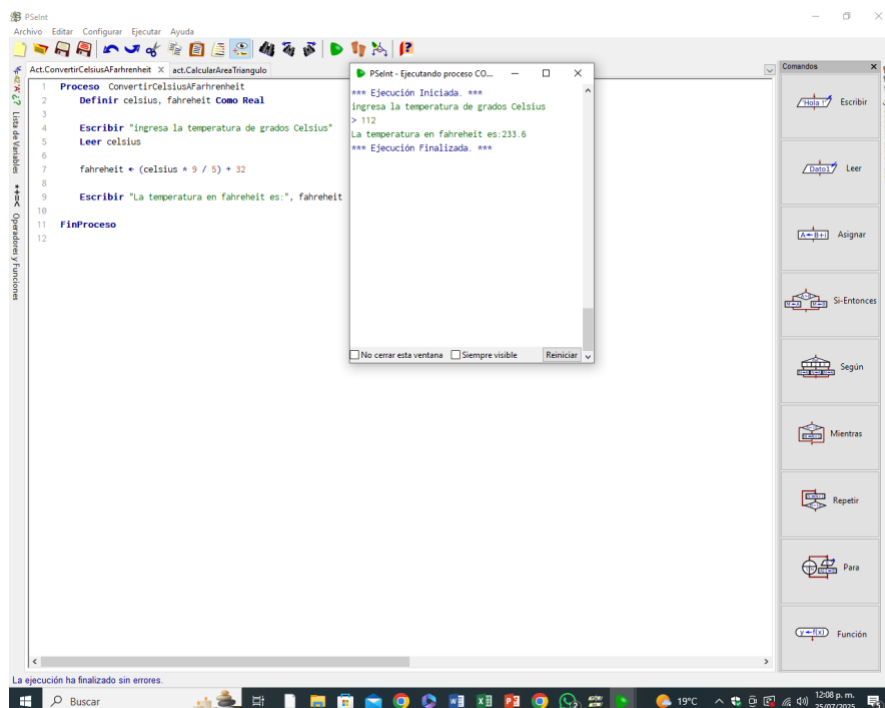 PSeInt
Archivo Editar Configurar Ejecutar Ayuda
Act.ConvertirCelsiusAFarhrenheit X act.CalcularAreaTriangulo
Lista de Variables
*+=< Operadores y Funciones
1 Proceso ConvertirCelsiusAFarhrenheit
2 Definir celsius, fahreheit Como Real
3
4 Escribir "ingresa la temperatura de grados Celsius"
5 Leer celsius
6
7 fahreheit ← (celsius * 9 / 5) + 32
8
9 Escribir "La temperatura en fahreheit es:", fahreheit
10
11 FinProceso
12
PSeInt - Ejecutando proceso CO...
*** Ejecución Iniciada. ***
ingresa la temperatura de grados Celsius
> 112
La temperatura en fahreheit es:233.6
*** Ejecución Finalizada. ***
No cerrar esta ventana Siempre visible Reiniciar
Comandos X
'Hola !' Escribir
Dato1 Leer
A←B+1 Asignar
Si-Entonces
Según
Mientras
Repetir
Para
y←f(x) Función
La ejecución ha finalizado sin errores.
Buscar
19°C
12:08 p. m.
25/07/2025